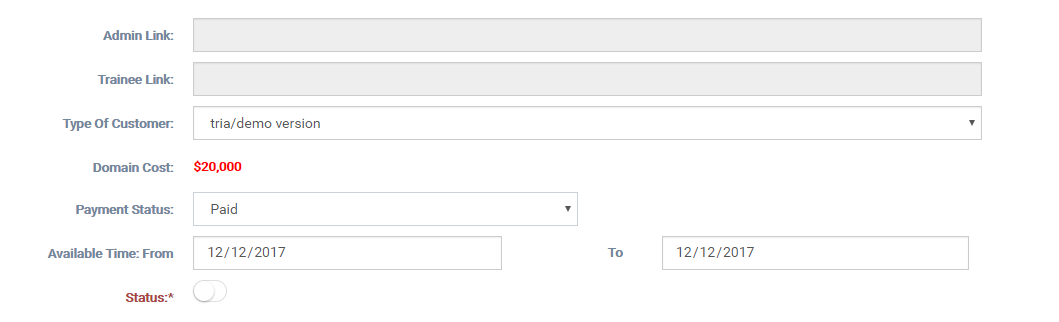 Admin Link:
Trainee Link:
Type Of Customer: tria/demo version
Domain Cost: $20,000
Payment Status: Paid
Available Time: From 12/12/2017 To 12/12/2017
Status:*